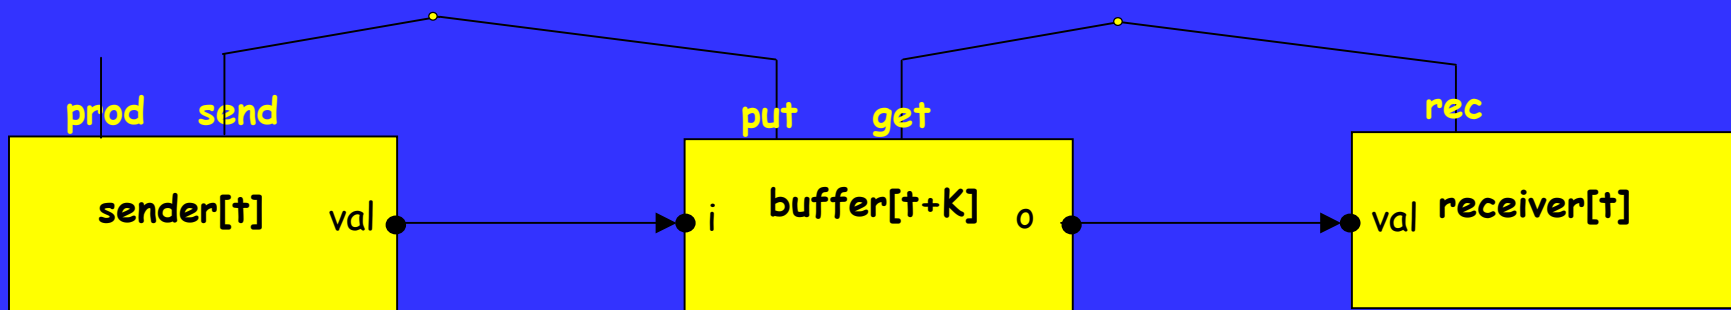 prod send put get rec
sender[t] val i buffer[t+K] o val receiver[t]